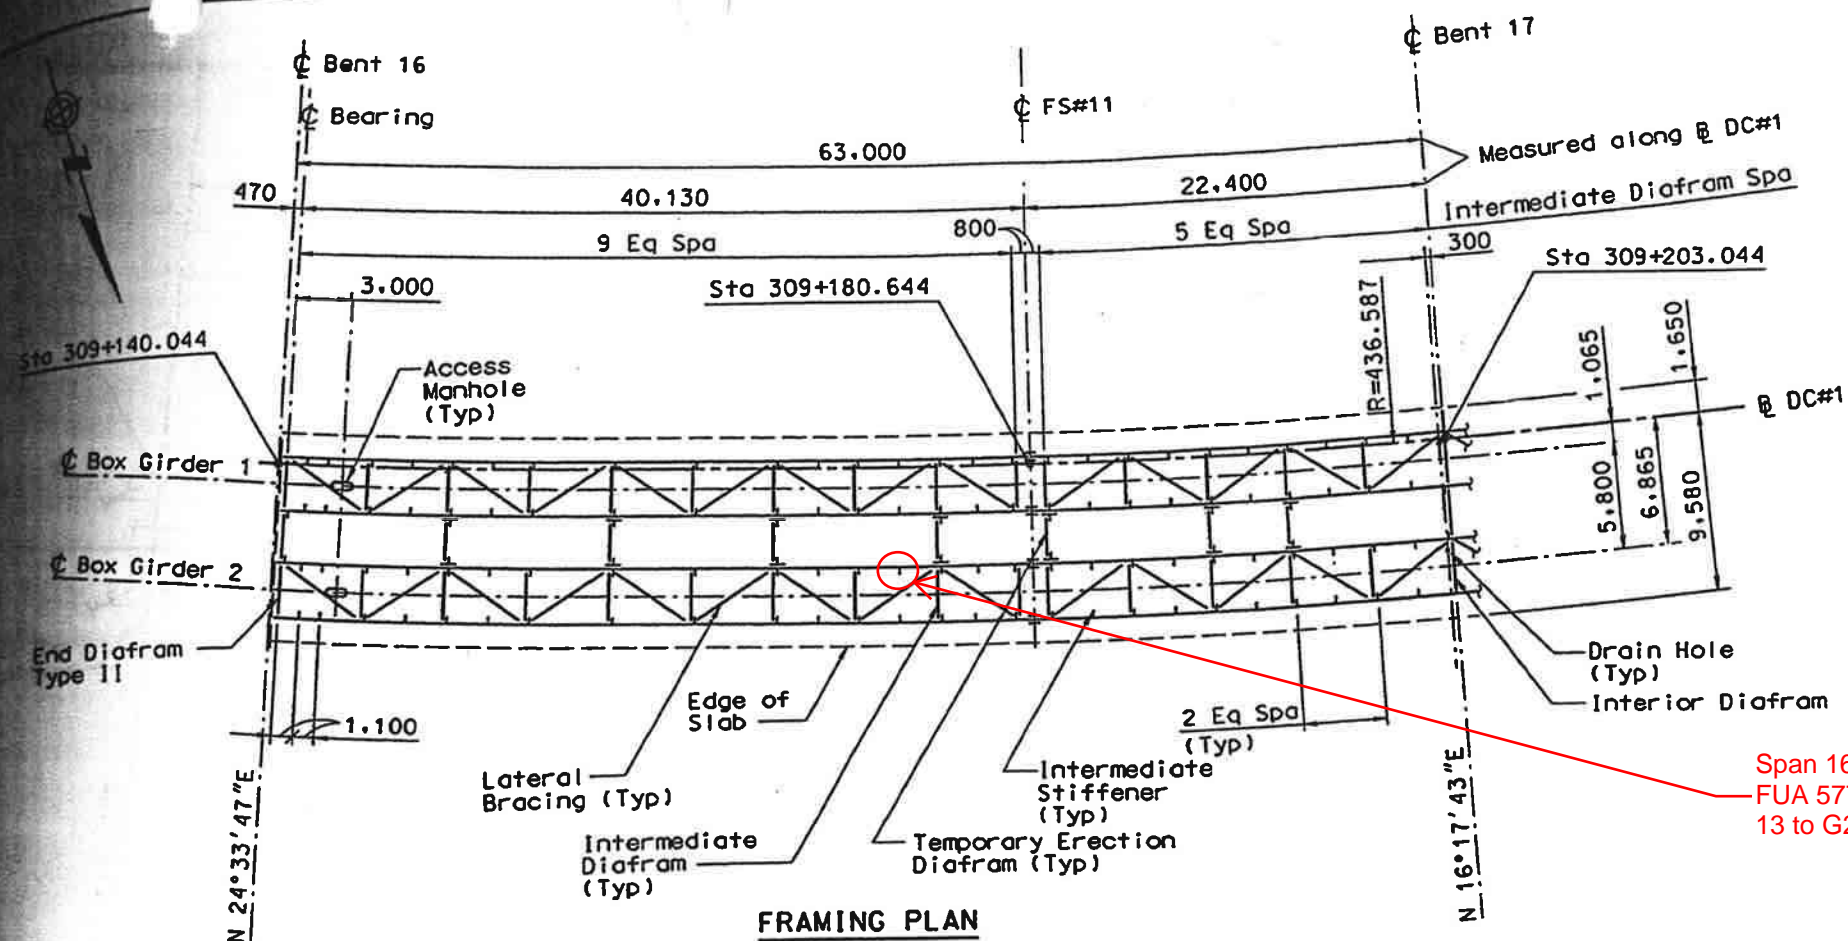 ℄ Bent 16
℄ Bearing
℄ FS#11
℄ Bent 17
63.000
Measured along ⅊ DC#1
470
40.130
22.400
Intermediate Diafram Spa
9 Eq Spa
800
5 Eq Spa
300
3.000
Sta 309+180.644
Sta 309+203.044
Sta 309+140.044
Access
Manhole
(Typ)
R=436.587
1,065
1,650
DC#1
℄ Box Girder 1
5,800
6,865
9,580
℄ Box Girder 2
End Diafram
Type II
1.100
Edge of
Slab
2 Eq Spa
(Typ)
Drain Hole
(Typ)
Interior Diafram
Lateral
Bracing (Typ)
Intermediate
Stiffener
(Typ)
Intermediate
Diafram
(Typ)
Temporary Erection
Diafram (Typ)
Span 16
FUA 57
13 to G2
N 24°33'47"E
N 16°17'43"E
FRAMING PLAN